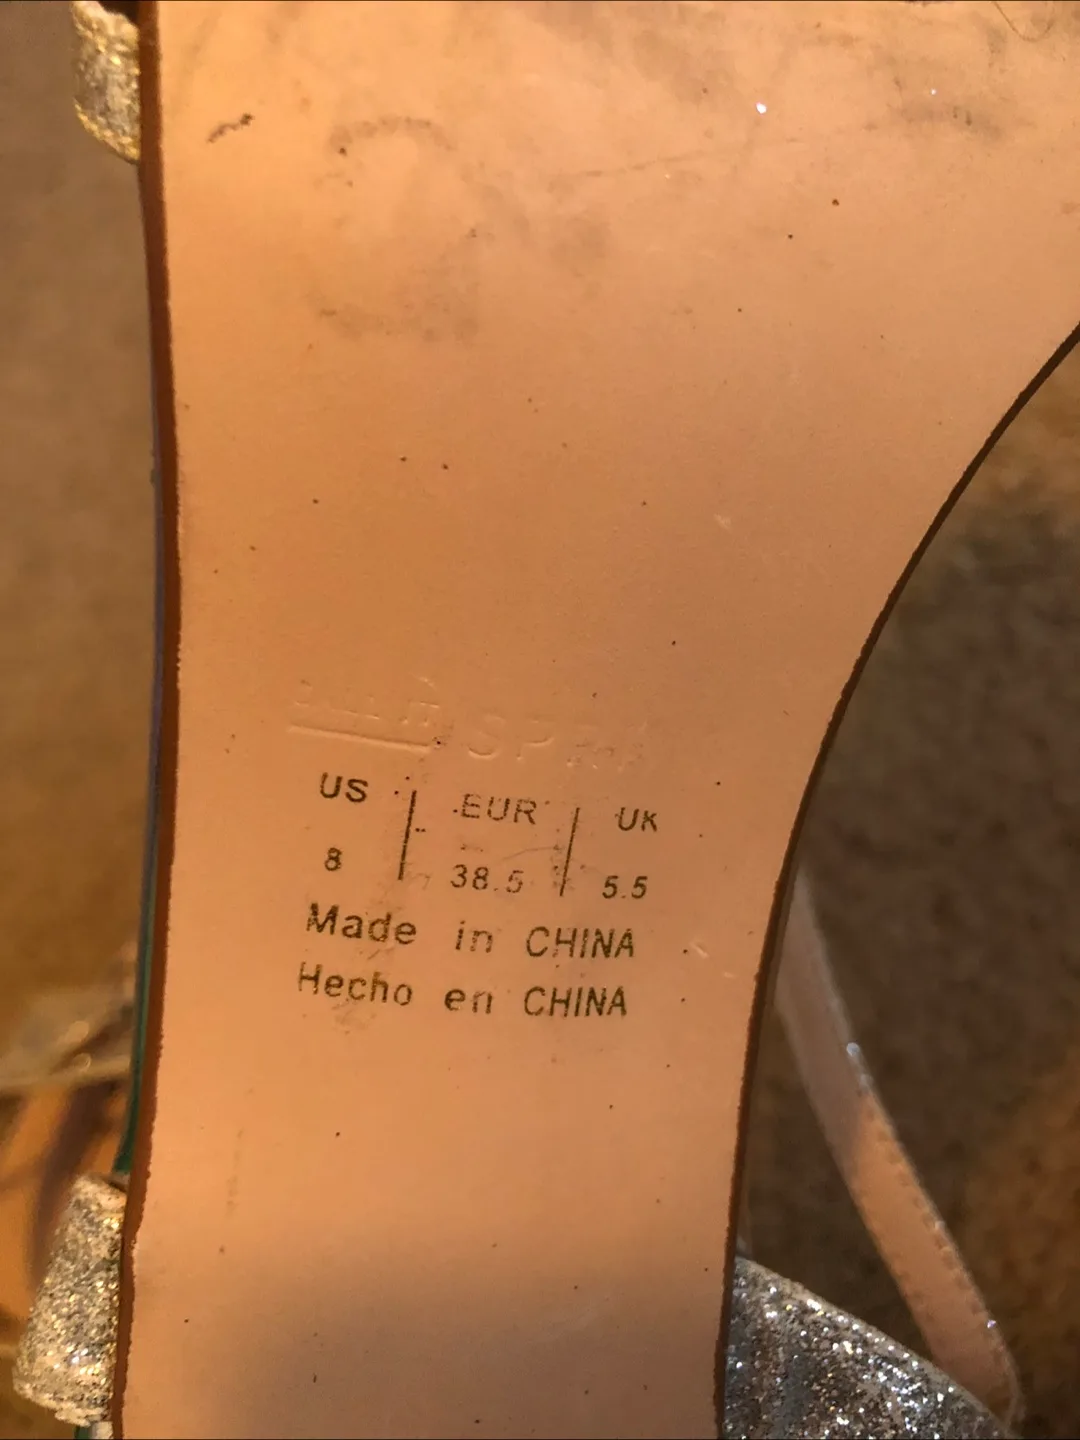 US | EUR | UK
8 | 38.5 | 5.5
Made in CHINA
Hecho en CHINA